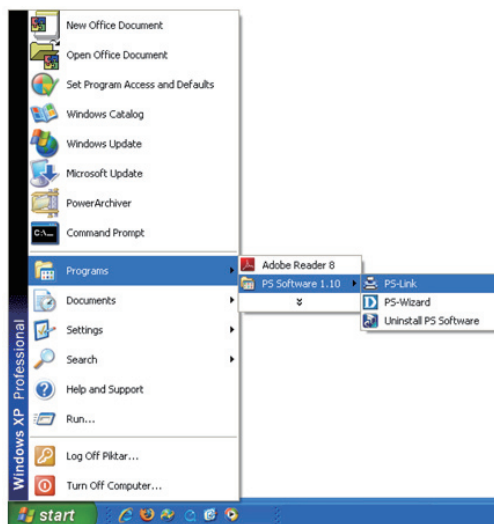 New Office Document
Open Office Document
Set Program Access and Defaults
Windows Catalog
Windows Update
Microsoft Update
PowerArchiver
C:\_
Command Prompt
Programs
Documents
Settings
Search
Help and Support
Run...
Log Off Piktar...
Turn Off Computer...
Windows XP Professional
Adobe Reader 8
PS Software 1.10
PS-Link
PS-Wizard
Uninstall PS Software
start